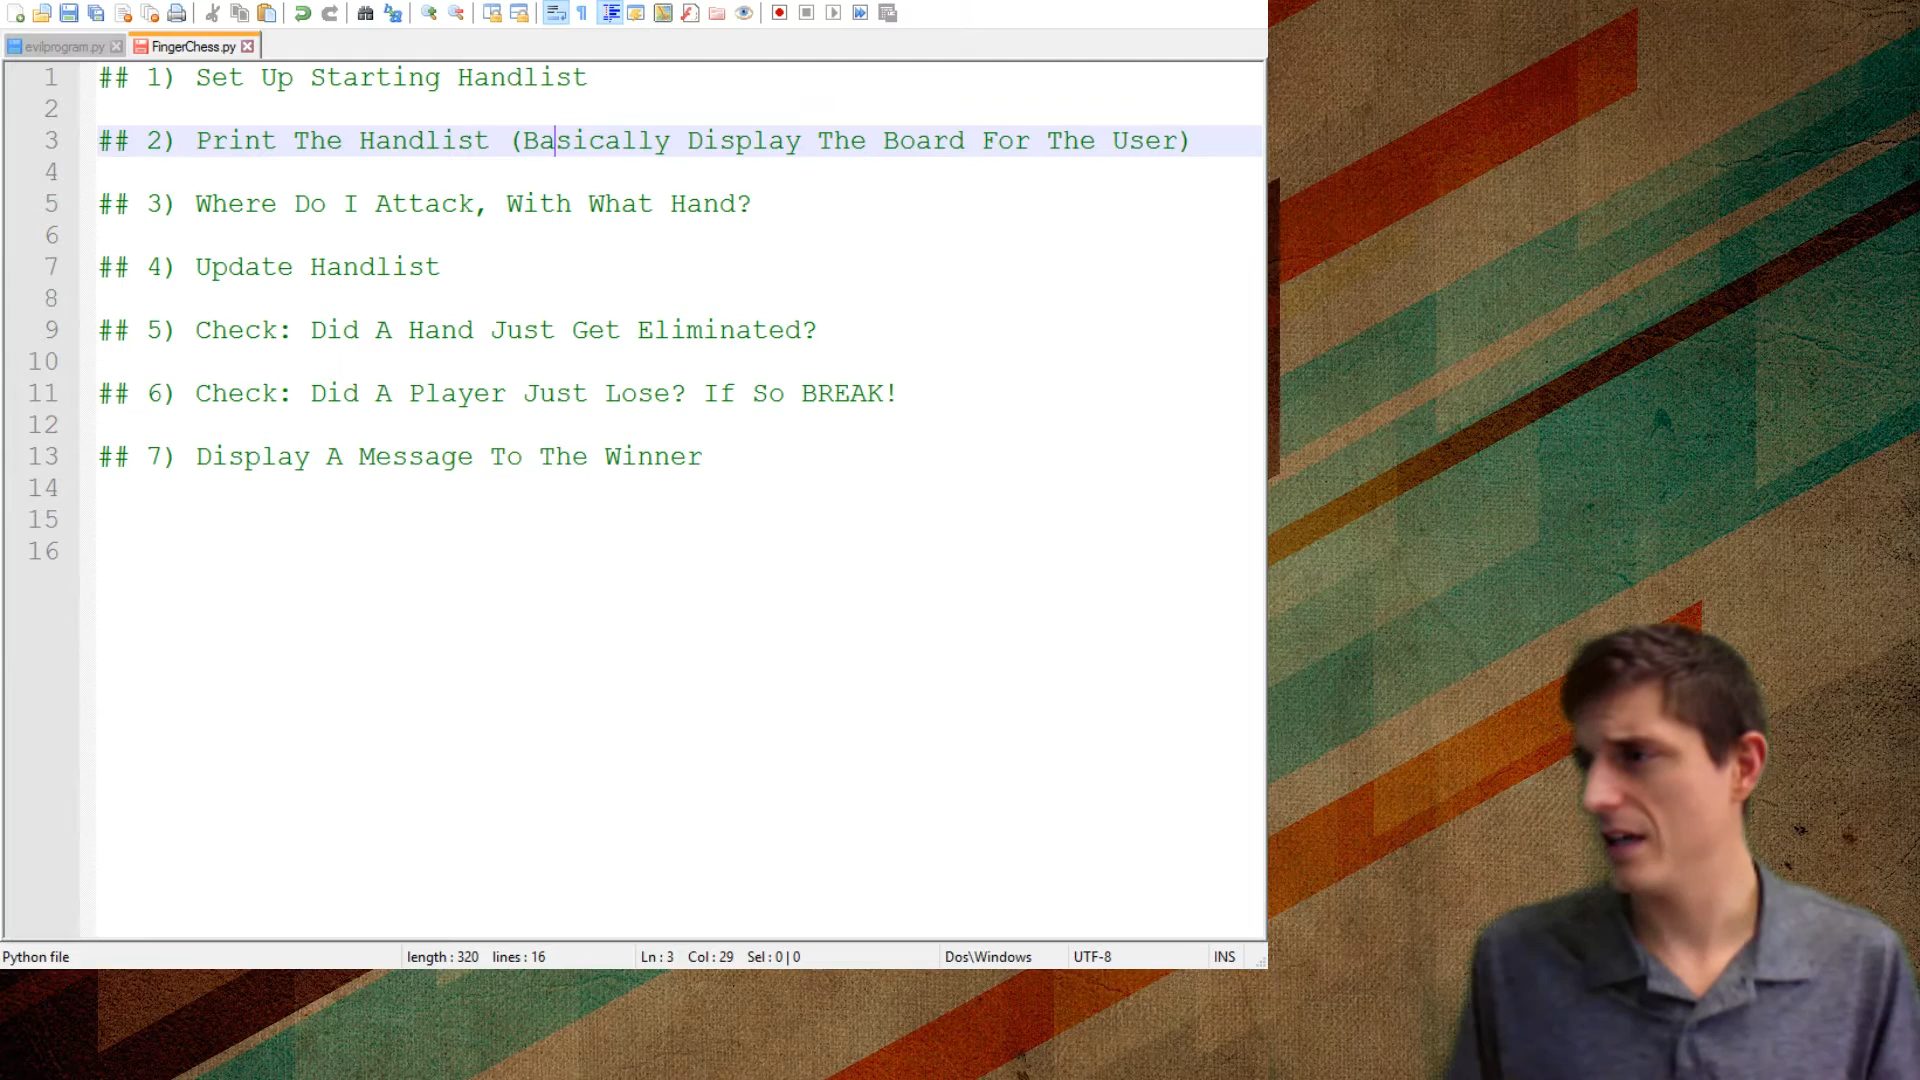 evilprogram.py
FingerChess.py
1 ## 1) Set Up Starting Handlist
2
3 ## 2) Print The Handlist (Basically Display The Board For The User)
4
5 ## 3) Where Do I Attack, With What Hand?
6
7 ## 4) Update Handlist
8
9 ## 5) Check: Did A Hand Just Get Eliminated?
10
11 ## 6) Check: Did A Player Just Lose? If So BREAK!
12
13 ## 7) Display A Message To The Winner
14
15
16
Python file length : 320 lines : 16 Ln : 3 Col : 29 Sel : 0 | 0 Dos\Windows UTF-8 INS